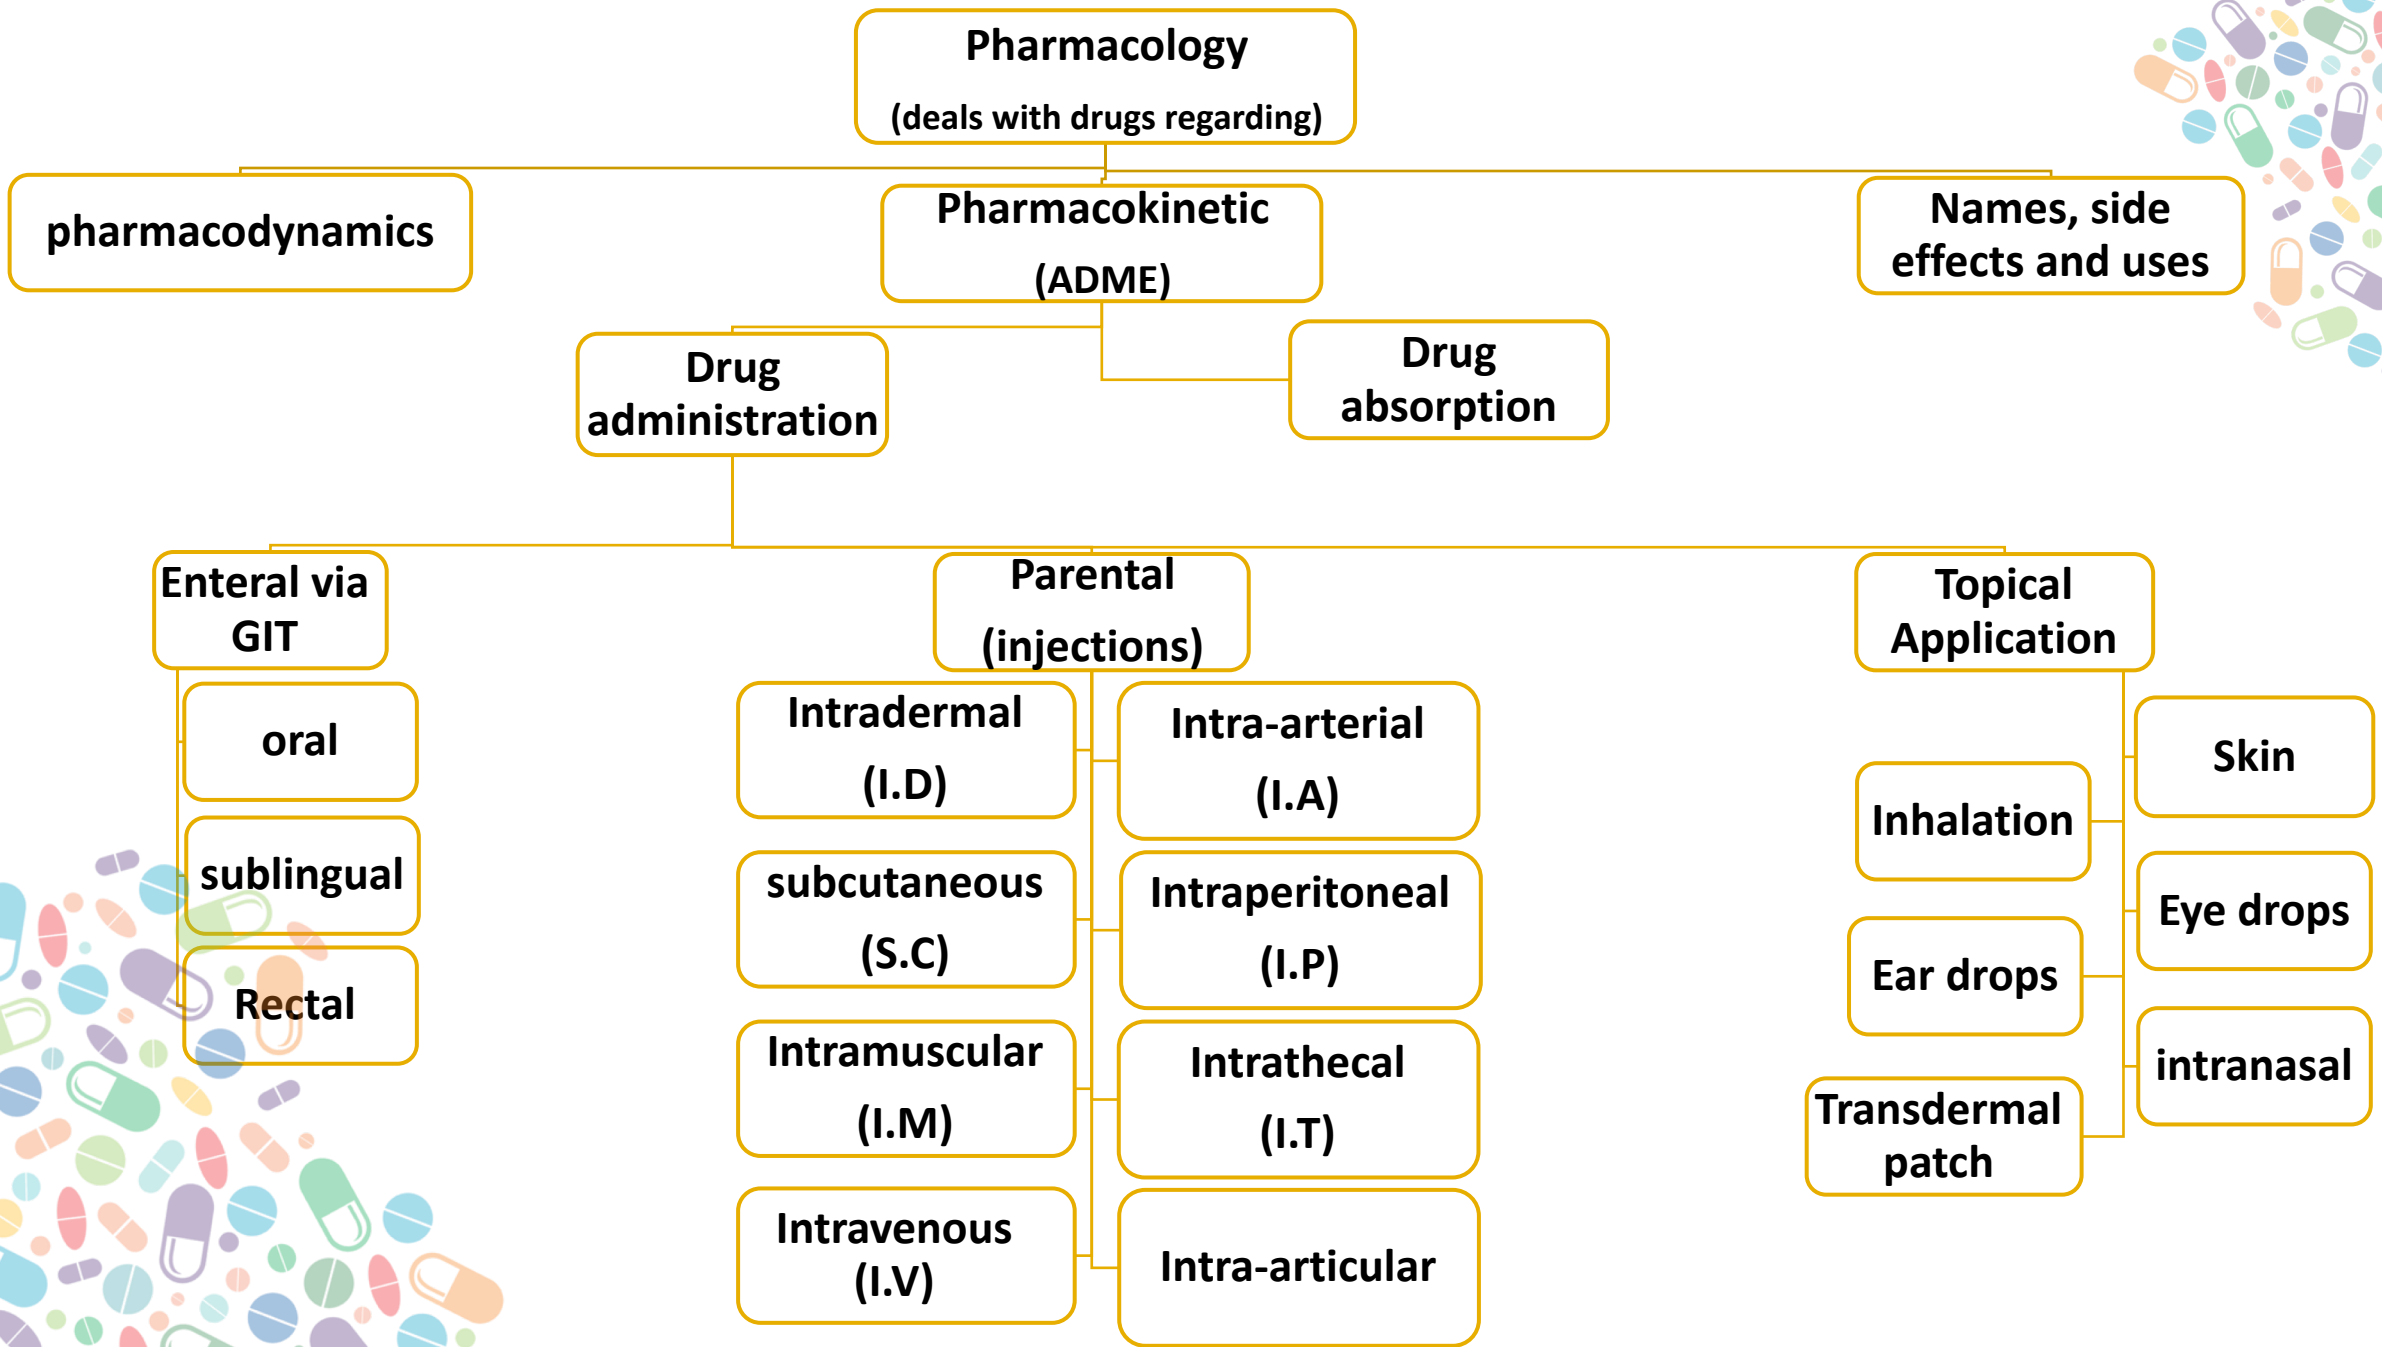 Pharmacology
(deals with drugs regarding)
pharmacodynamics
Pharmacokinetic
(ADME)
Names, side
effects and uses
Drug
administration
Drug
absorption
Enteral via
GIT
oral
sublingual
Rectal
Parental
(injections)
Intradermal
(I.D)
Intra-arterial
(I.A)
subcutaneous
(S.C)
Intraperitoneal
(I.P)
Intramuscular
(I.M)
Intrathecal
(I.T)
Intravenous
(I.V)
Intra-articular
Topical
Application
Skin
Inhalation
Eye drops
Ear drops
intranasal
Transdermal
patch